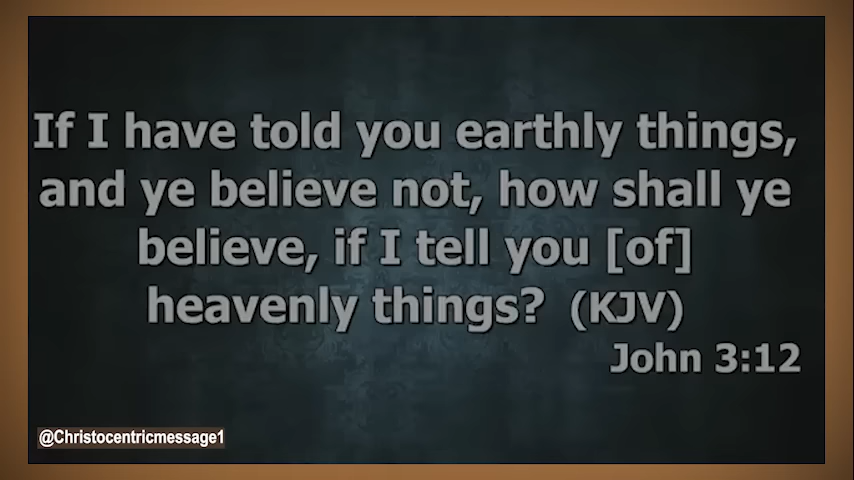 If I have told you earthly things,
and ye believe not, how shall ye
believe, if I tell you [of]
heavenly things? (KJV)
John 3:12
@Christocentricmessage1